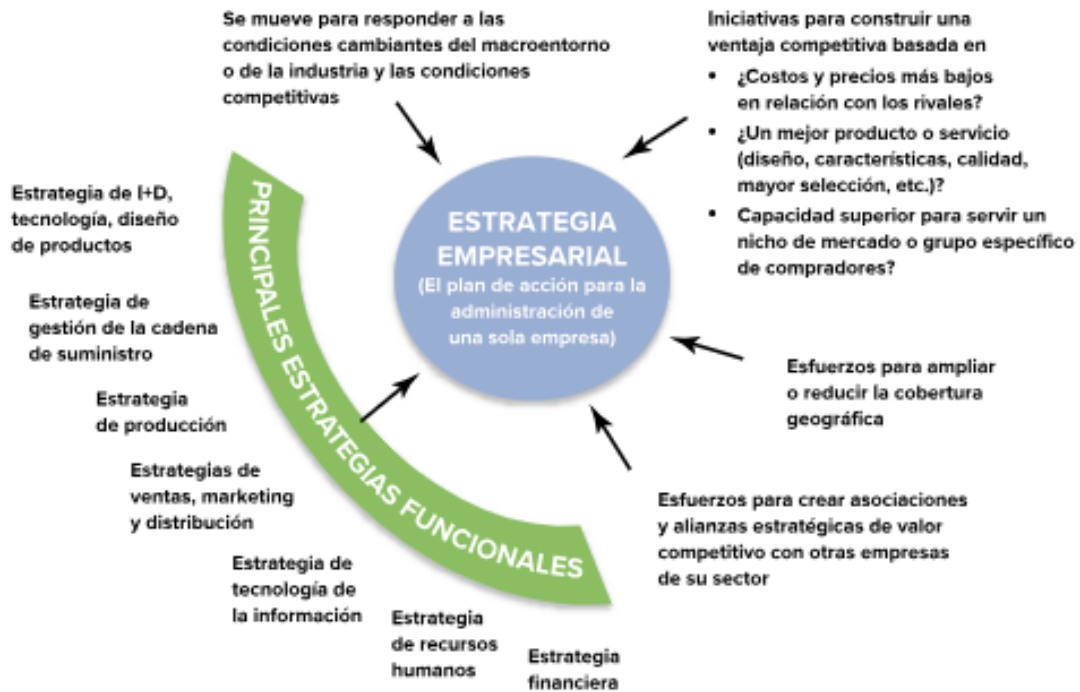 Se mueve para responder a las
condiciones cambiantes del macroentorno
o de la industria y las condiciones
competitivas
Iniciativas para construir una
ventaja competitiva basada en
• ¿Costos y precios más bajos
en relación con los rivales?
• ¿Un mejor producto o servicio
(diseño, características, calidad,
mayor selección, etc.)?
• Capacidad superior para servir un
nicho de mercado o grupo específico
de compradores?
ESTRATEGIA
EMPRESARIAL
(El plan de acción para la
administración de
una sola empresa)
PRINCIPALES ESTRATEGIAS FUNCIONALES
Estrategia de I+D,
tecnología, diseño
de productos
Estrategia de
gestión de la cadena
de suministro
Estrategia
de producción
Estrategias de
ventas, marketing
y distribución
Estrategia de
tecnología de
la información
Estrategia
de recursos
humanos
Estrategia
financiera
Esfuerzos para ampliar
o reducir la cobertura
geográfica
Esfuerzos para crear asociaciones
y alianzas estratégicas de valor
competitivo con otras empresas
de su sector